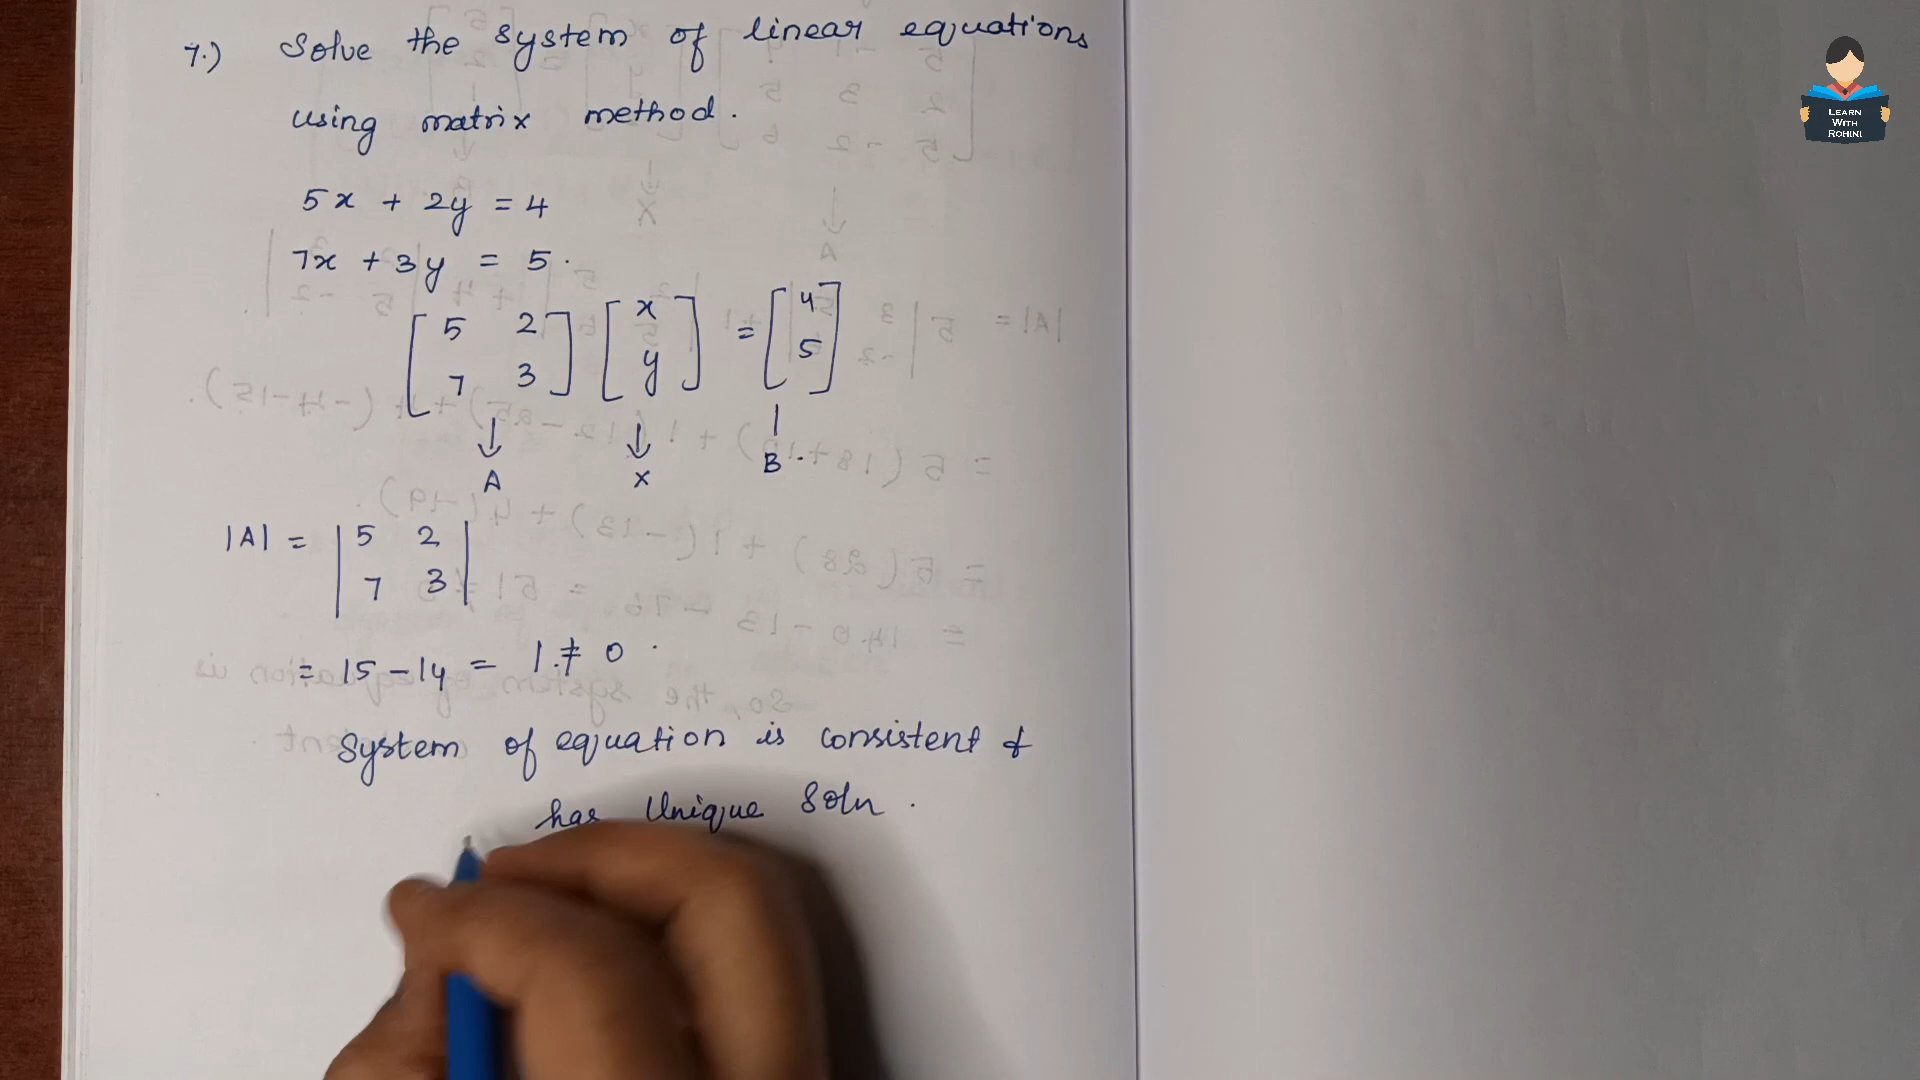 7.) Solve the system of linear equations
using matrix method.
5x + 2y = 4
7x + 3y = 5.
[ 5 2 ] [ x ] = [ 4 ]
[ 7 3 ] [ y ] [ 5 ]
↓ ↓ |
A X B.
|A| = | 5 2 |
| 7 3 |
= 15 - 14 = 1 ≠ 0.
System of equation is consistent &
has Unique Soln.
LEARN
WITH
ROHINI